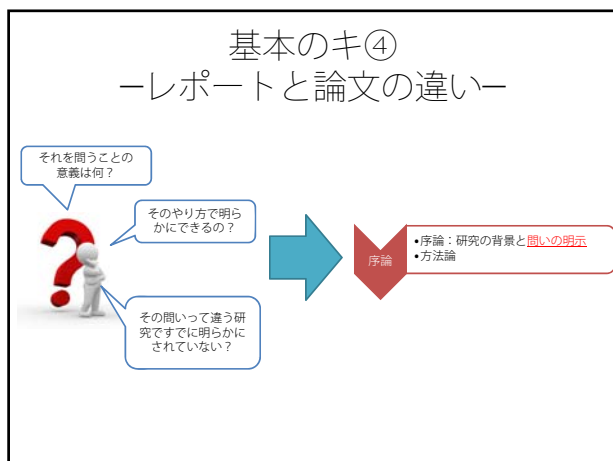 基本のキ④
ーレポートと論文の違いー
それを問うことの
意義は何？
そのやり方で明ら
かにできるの？
その問いって違う研
究ですでに明らかに
されていない？
序論
•序論：研究の背景と問いの明示
•方法論